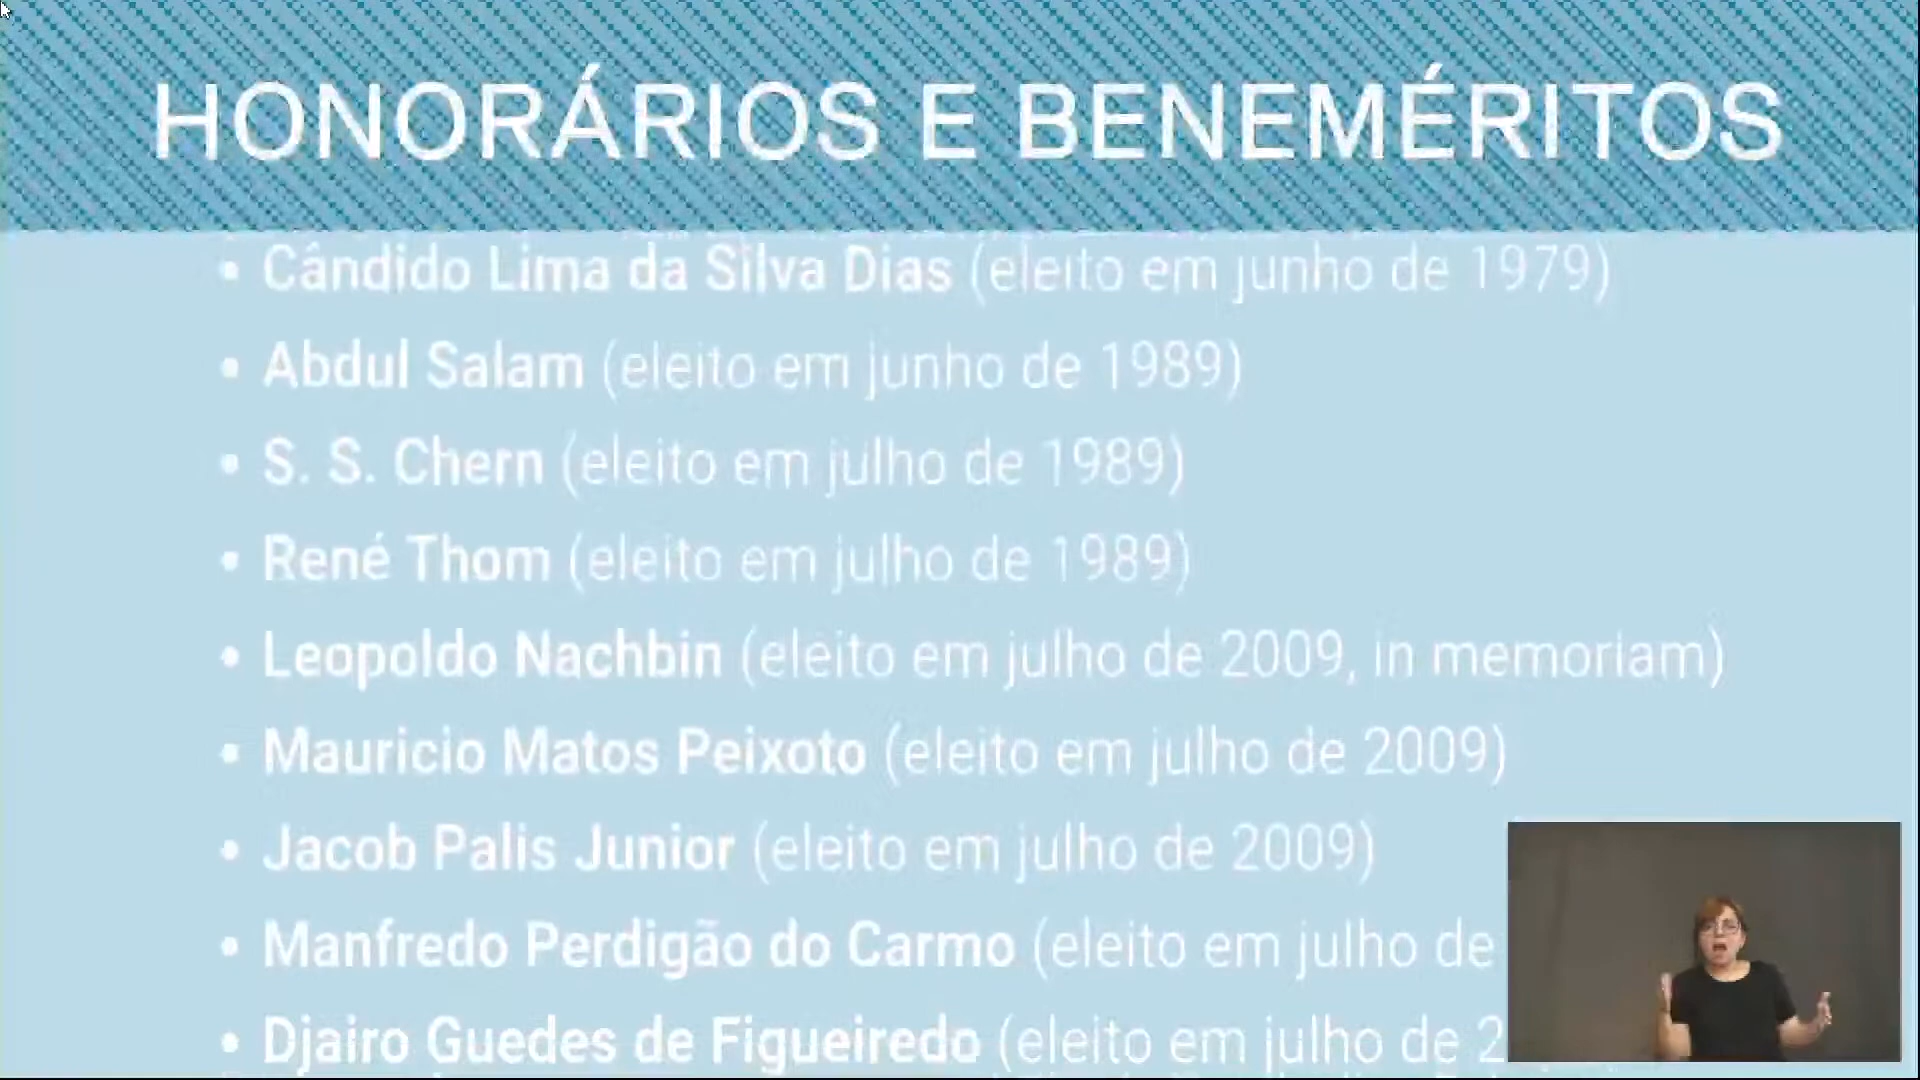 HONORÁRIOS E BENEMÉRITOS
• Cândido Lima da Silva Dias (eleito em junho de 1979)
• Abdul Salam (eleito em junho de 1989)
• S. S. Chern (eleito em julho de 1989)
• René Thom (eleito em julho de 1989)
• Leopoldo Nachbin (eleito em julho de 2009, in memoriam)
• Mauricio Matos Peixoto (eleito em julho de 2009)
• Jacob Palis Junior (eleito em julho de 2009)
• Manfredo Perdigão do Carmo (eleito em julho de
• Djairo Guedes de Figueiredo (eleito em julho de 2